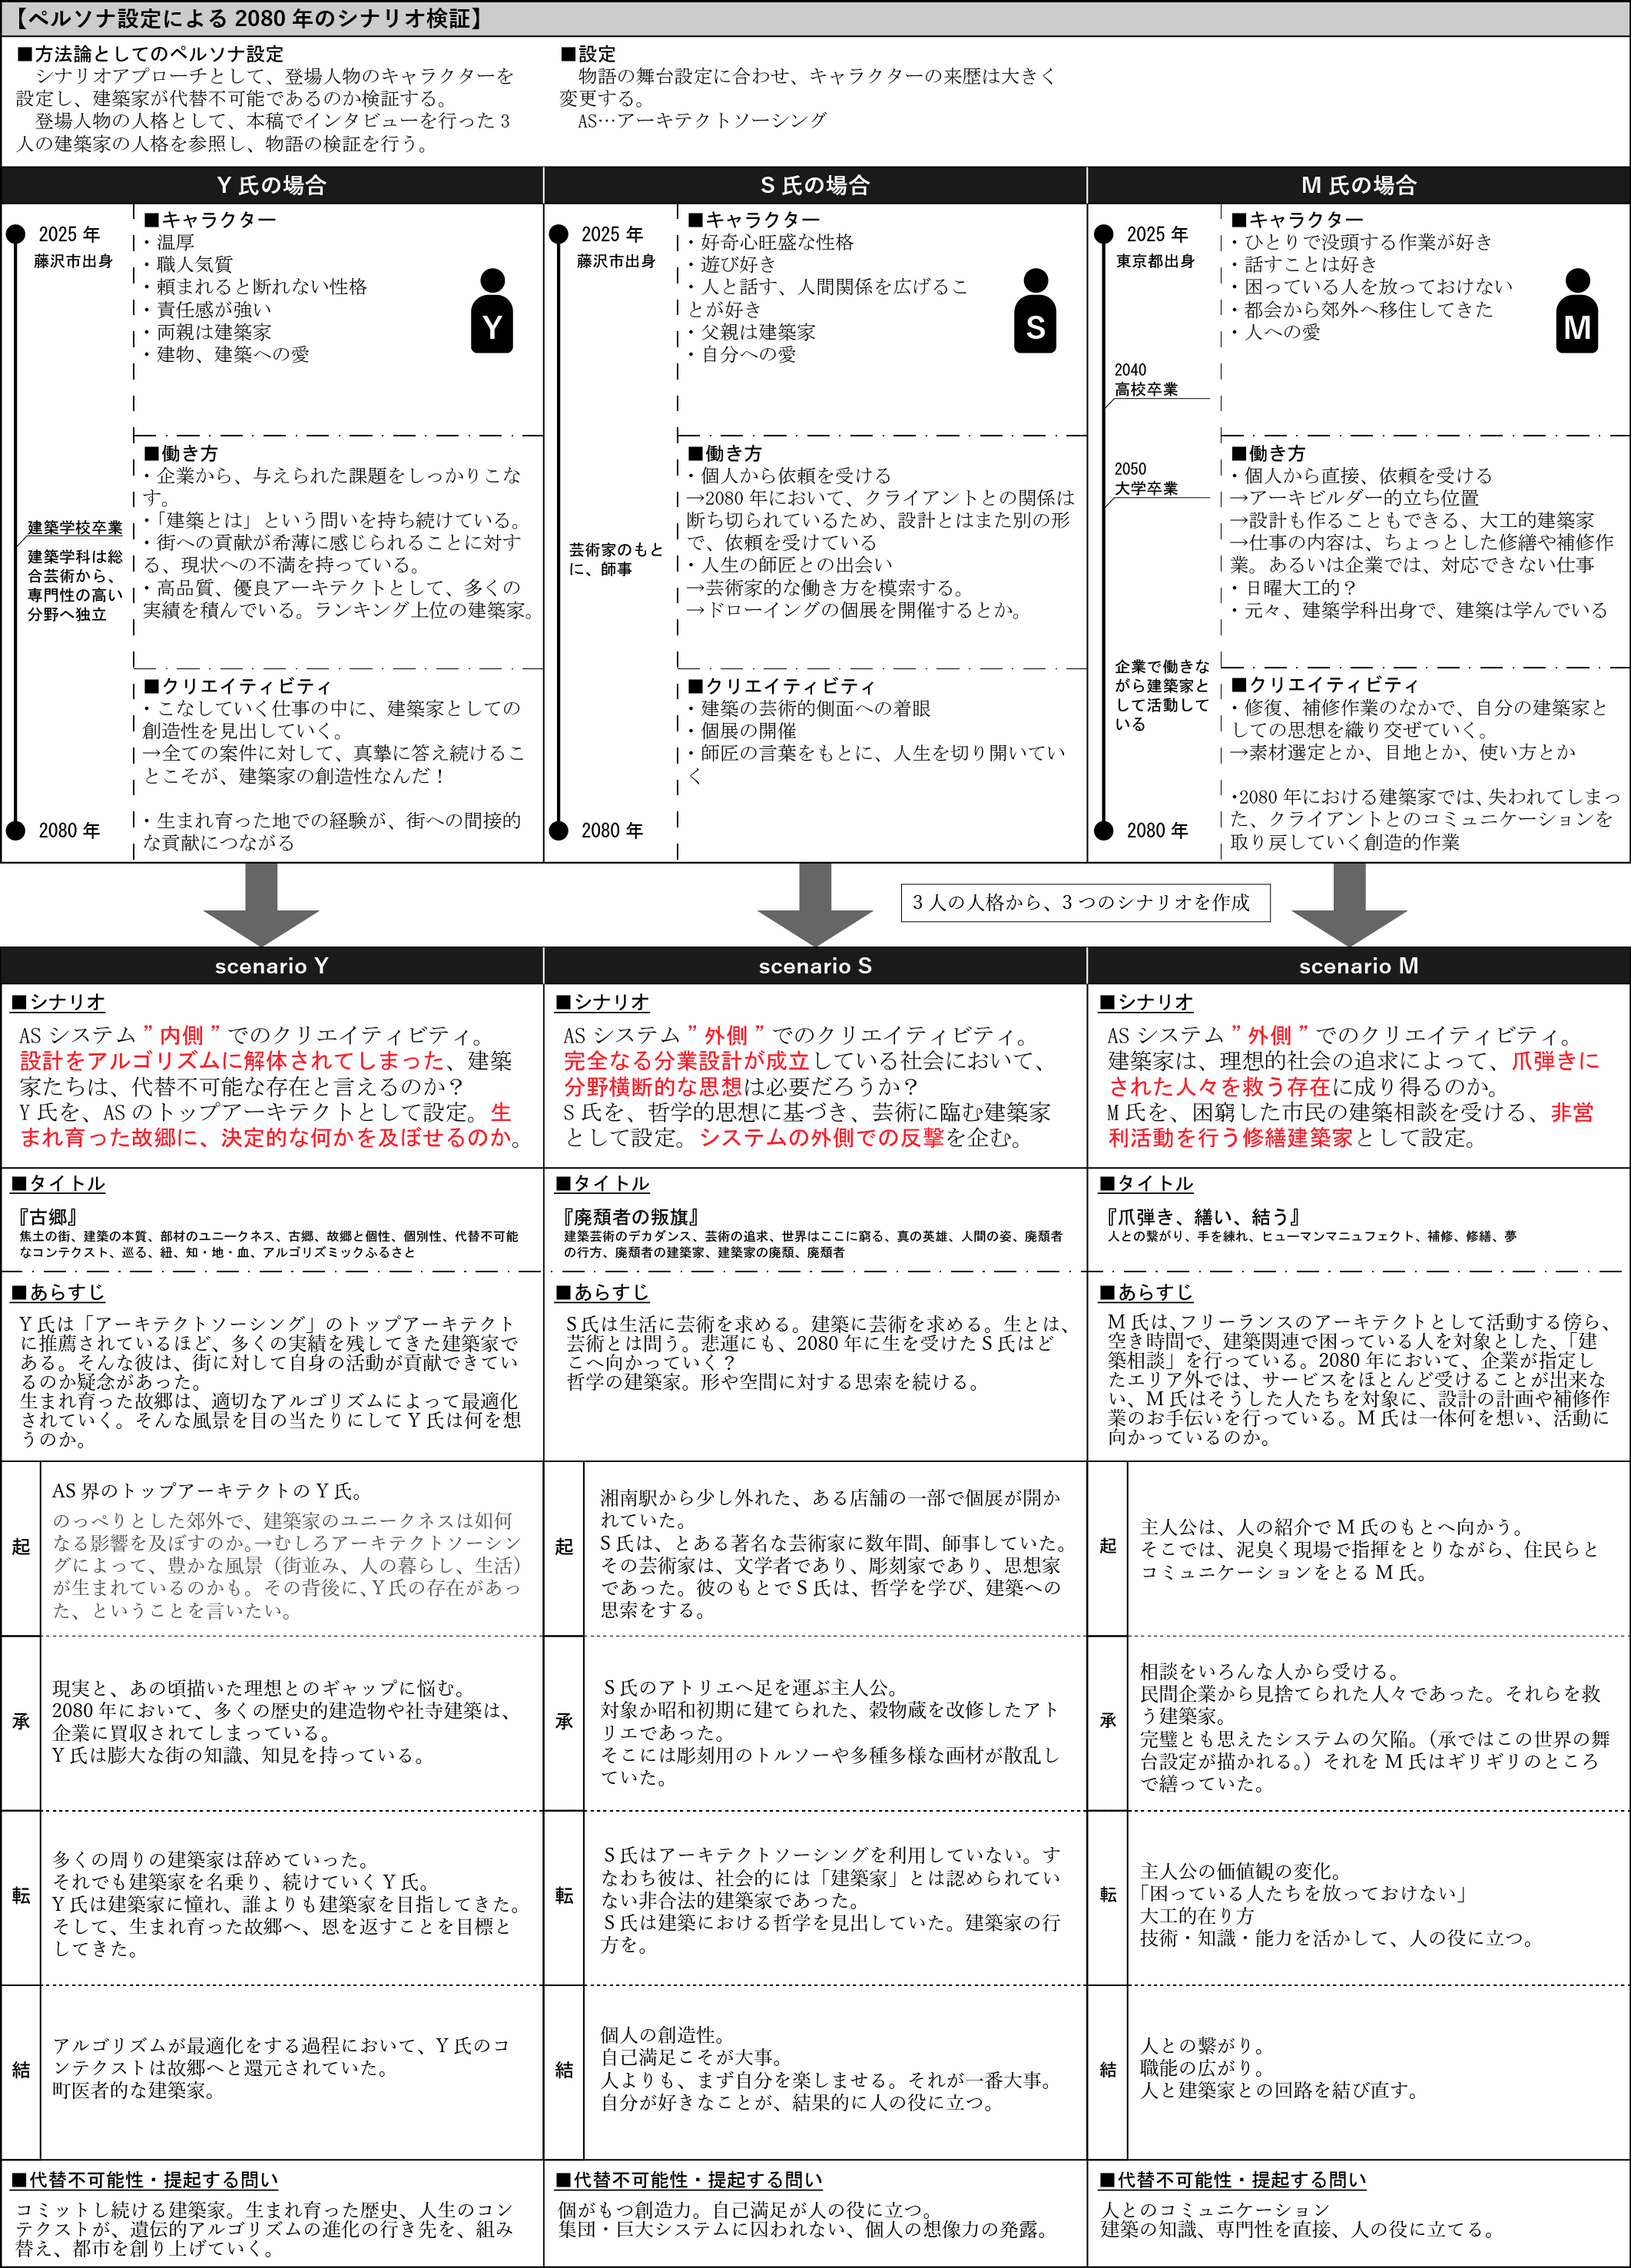 【ペルソナ設定による 2080 年のシナリオ検証】
■方法論としてのペルソナ設定
シナリオアプローチとして、登場人物のキャラクターを
設定し、建築家が代替不可能であるのか検証する。
登場人物の人格として、本稿でインタビューを行った 3
人の建築家の人格を参照し、物語の検証を行う。
■設定
物語の舞台設定に合わせ、キャラクターの来歴は大きく
変更する。
AS…アーキテクトソーシング
Y 氏の場合
2025 年
藤沢市出身
建築学校卒業
建築学科は総
合芸術から、
専門性の高い
分野へ独立
2080 年
■キャラクター
・温厚
・職人気質
・頼まれると断れない性格
・責任感が強い
・両親は建築家
・建物、建築への愛
Y
■働き方
・企業から、与えられた課題をしっかりこな
す。
・「建築とは」という問いを持ち続けている。
・街への貢献が希薄に感じられることに対す
る、現状への不満を持っている。
・高品質、優良アーキテクトとして、多くの
実績を積んでいる。ランキング上位の建築家。
■クリエイティビティ
・こなしていく仕事の中に、建築家としての
創造性を見出していく。
→全ての案件に対して、真摯に答え続けるこ
とこそが、建築家の創造性なんだ！
・生まれ育った地での経験が、街への間接的
な貢献につながる
S 氏の場合
2025 年
藤沢市出身
芸術家のもと
に、師事
2080 年
■キャラクター
・好奇心旺盛な性格
・遊び好き
・人と話す、人間関係を広げるこ
とが好き
・父親は建築家
・自分への愛
S
■働き方
・個人から依頼を受ける
→2080 年において、クライアントとの関係は
断ち切られているため、設計とはまた別の形
で、依頼を受けている
・人生の師匠との出会い
→芸術家的な働き方を模索する。
→ドローイングの個展を開催するとか。
■クリエイティビティ
・建築の芸術的側面への着眼
・個展の開催
・師匠の言葉をもとに、人生を切り開いてい
く
M 氏の場合
2025 年
東京都出身
2040
高校卒業
2050
大学卒業
企業で働きな
がら建築家と
して活動して
いる
2080 年
■キャラクター
・ひとりで没頭する作業が好き
・話すことは好き
・困っている人を放っておけない
・都会から郊外へ移住してきた
・人への愛
M
■働き方
・個人から直接、依頼を受ける
→アーキビルダー的立ち位置
→設計も作ることもできる、大工的建築家
→仕事の内容は、ちょっとした修繕や補修作
業。あるいは企業では、対応できない仕事
・日曜大工的？
・元々、建築学科出身で、建築は学んでいる
■クリエイティビティ
・修復、補修作業のなかで、自分の建築家と
しての思想を織り交ぜていく。
→素材選定とか、目地とか、使い方とか
・2080 年における建築家では、失われてしまっ
た、クライアントとのコミュニケーションを
取り戻していく創造的作業
3 人の人格から、3 つのシナリオを作成
scenario Y
■シナリオ
AS システム ” 内側 ” でのクリエイティビティ。
設計をアルゴリズムに解体されてしまった、建築
家たちは、代替不可能な存在と言えるのか？
Y 氏を、AS のトップアーキテクトとして設定。生
まれ育った故郷に、決定的な何かを及ぼせるのか。
■タイトル
『古郷』
焦土の街、建築の本質、部材のユニークネス、古郷、故郷と個性、個別性、代替不可能
なコンテクスト、巡る、紐、知・地・血、アルゴリズミックふるさと
■あらすじ
Y 氏は「アーキテクトソーシング」のトップアーキテクト
に推薦されているほど、多くの実績を残してきた建築家で
ある。そんな彼は、街に対して自身の活動が貢献できてい
るのか疑念があった。
生まれ育った故郷は、適切なアルゴリズムによって最適化
されていく。そんな風景を目の当たりにして Y 氏は何を想
うのか。
起
AS 界のトップアーキテクトの Y 氏。
のっぺりとした郊外で、建築家のユニークネスは如何
なる影響を及ぼすのか。→むしろアーキテクトソーシン
グによって、豊かな風景（街並み、人の暮らし、生活）
が生まれているのかも。その背後に、Y 氏の存在があっ
た、ということを言いたい。
承
現実と、あの頃描いた理想とのギャップに悩む。
2080 年において、多くの歴史的建造物や社寺建築は、
企業に買収されてしまっている。
Y 氏は膨大な街の知識、知見を持っている。
転
多くの周りの建築家は辞めていった。
それでも建築家を名乗り、続けていく Y 氏。
Y 氏は建築家に憧れ、誰よりも建築家を目指してきた。
そして、生まれ育った故郷へ、恩を返すことを目標と
してきた。
結
アルゴリズムが最適化をする過程において、Y 氏のコ
ンテクストは故郷へと還元されていた。
町医者的な建築家。
■代替不可能性・提起する問い
コミットし続ける建築家。生まれ育った歴史、人生のコン
テクストが、遺伝的アルゴリズムの進化の行き先を、組み
替え、都市を創り上げていく。
scenario S
■シナリオ
AS システム ” 外側 ” でのクリエイティビティ。
完全なる分業設計が成立している社会において、
分野横断的な思想は必要だろうか？
S 氏を、哲学的思想に基づき、芸術に臨む建築家
として設定。システムの外側での反撃を企む。
■タイトル
『廃頽者の叛旗』
建築芸術のデカダンス、芸術の追求、世界はここに窮る、真の英雄、人間の姿、廃頽者
の行方、廃頽者の建築家、建築家の廃頽、廃頽者
■あらすじ
S 氏は生活に芸術を求める。建築に芸術を求める。生とは、
芸術とは問う。悲運にも、2080 年に生を受けた S 氏はど
こへ向かっていく？
哲学の建築家。形や空間に対する思索を続ける。
起
湘南駅から少し外れた、ある店舗の一部で個展が開か
れていた。
S 氏は、とある著名な芸術家に数年間、師事していた。
その芸術家は、文学者であり、彫刻家であり、思想家
であった。彼のもとで S 氏は、哲学を学び、建築への
思索をする。
承
S 氏のアトリエへ足を運ぶ主人公。
対象か昭和初期に建てられた、穀物蔵を改修したアト
リエであった。
そこには彫刻用のトルソーや多種多様な画材が散乱し
ていた。
転
S 氏はアーキテクトソーシングを利用していない。す
なわち彼は、社会的には「建築家」とは認められてい
ない非合法的建築家であった。
S 氏は建築における哲学を見出していた。建築家の行
方を。
結
個人の創造性。
自己満足こそが大事。
人よりも、まず自分を楽しませる。それが一番大事。
自分が好きなことが、結果的に人の役に立つ。
■代替不可能性・提起する問い
個がもつ創造力。自己満足が人の役に立つ。
集団・巨大システムに囚われない、個人の想像力の発露。
scenario M
■シナリオ
AS システム ” 外側 ” でのクリエイティビティ。
建築家は、理想的社会の追求によって、爪弾きに
された人々を救う存在に成り得るのか。
M 氏を、困窮した市民の建築相談を受ける、非営
利活動を行う修繕建築家として設定。
■タイトル
『爪弾き、繕い、結う』
人との繋がり、手を練れ、ヒューマンマニュフェクト、補修、修繕、夢
■あらすじ
M 氏は、フリーランスのアーキテクトとして活動する傍ら、
空き時間で、建築関連で困っている人を対象とした、「建
築相談」を行っている。2080 年において、企業が指定し
たエリア外では、サービスをほとんど受けることが出来な
い、M 氏はそうした人たちを対象に、設計の計画や補修作
業のお手伝いを行っている。M 氏は一体何を想い、活動に
向かっているのか。
起
主人公は、人の紹介で M 氏のもとへ向かう。
そこでは、泥臭く現場で指揮をとりながら、住民らと
コミュニケーションをとる M 氏。
承
相談をいろんな人から受ける。
民間企業から見捨てられた人々であった。それらを救
う建築家。
完璧とも思えたシステムの欠陥。（承ではこの世界の舞
台設定が描かれる。）それを M 氏はギリギリのところ
で繕っていた。
転
主人公の価値観の変化。
「困っている人たちを放っておけない」
大工的在り方
技術・知識・能力を活かして、人の役に立つ。
結
人との繋がり。
職能の広がり。
人と建築家との回路を結び直す。
■代替不可能性・提起する問い
人とのコミュニケーション
建築の知識、専門性を直接、人の役に立てる。